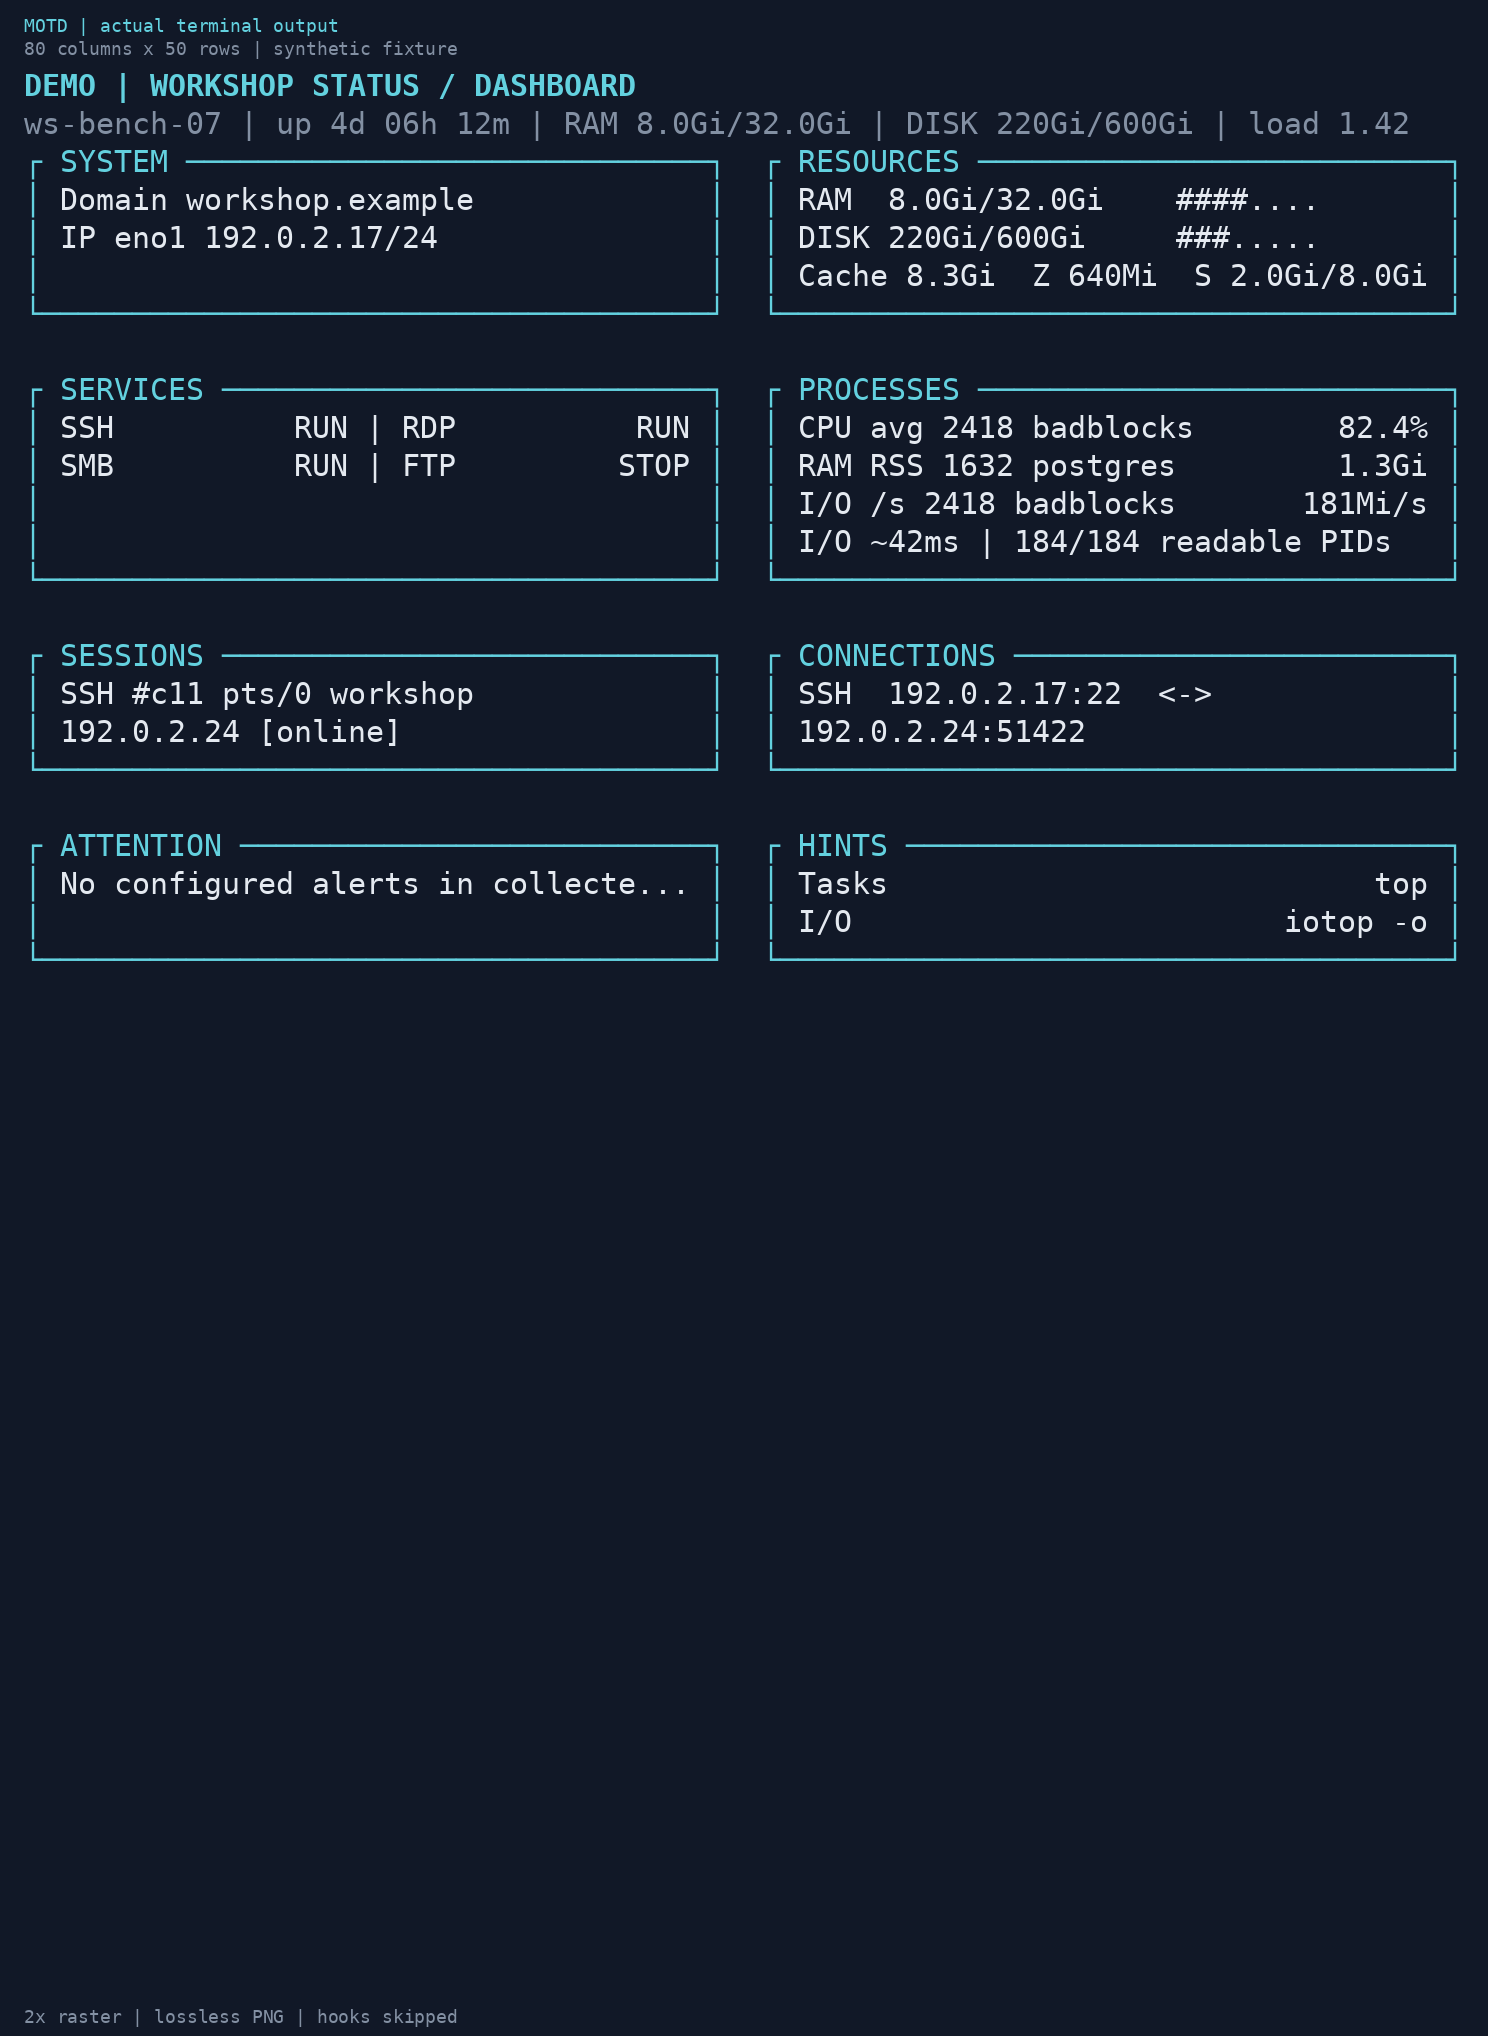 MOTD | actual terminal output
80 columns x 50 rows | synthetic fixture
DEMO | WORKSHOP STATUS / DASHBOARD
ws-bench-07 | up 4d 06h 12m | RAM 8.0Gi/32.0Gi | DISK 220Gi/600Gi | load 1.42
SYSTEM
Domain workshop.example
IP eno1 192.0.2.17/24
RESOURCES
RAM  8.0Gi/32.0Gi    ####....
DISK 220Gi/600Gi     ###.....
Cache 8.3Gi  Z 640Mi  S 2.0Gi/8.0Gi
SERVICES
SSH          RUN | RDP          RUN
SMB          RUN | FTP         STOP
PROCESSES
CPU avg 2418 badblocks        82.4%
RAM RSS 1632 postgres         1.3Gi
I/O /s 2418 badblocks       181Mi/s
I/O ~42ms | 184/184 readable PIDs
SESSIONS
SSH #c11 pts/0 workshop
192.0.2.24 [online]
CONNECTIONS
SSH  192.0.2.17:22  <->
192.0.2.24:51422
ATTENTION
No configured alerts in collecte...
HINTS
Tasks                           top
I/O                        iotop -o
2x raster | lossless PNG | hooks skipped